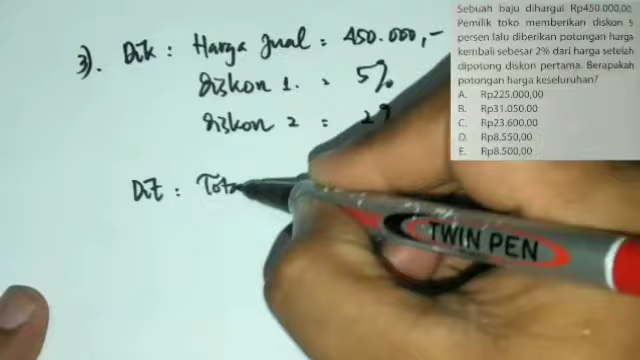 3). Dik : Harga Jual = 450.000,-
diskon 1. = 5%
diskon 2 =
Dit : Tota
TWIN PEN
Sebuah baju dihargai Rp450.000,00
Pemilik toko memberikan diskon 5
persen lalu diberikan potongan harga
kembali sebesar 2% dari harga setelah
dipotong diskon pertama. Berapakah
potongan harga keseluruhan?
A. Rp225.000,00
B. Rp31.050.00
C. Rp23.600,00
D. Rp8.550,00
E. Rp8.500,00